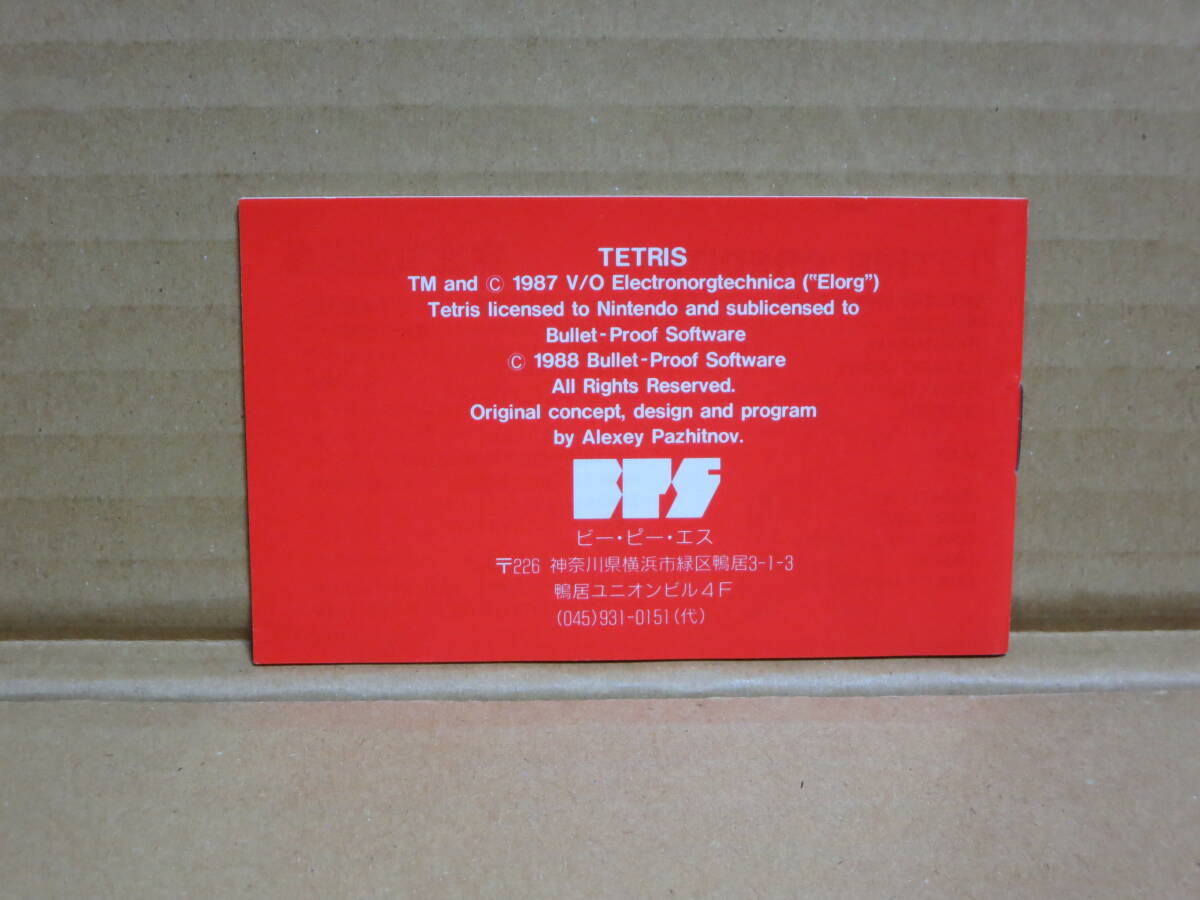 TETRIS
TM and © 1987 V/O Electronorgtechnica ("Elorg")
Tetris licensed to Nintendo and sublicensed to
Bullet-Proof Software
© 1988 Bullet-Proof Software
All Rights Reserved.
Original concept, design and program
by Alexey Pazhitnov.
BPS
ビー・ピー・エス
〒226 神奈川県横浜市緑区鴨居3-1-3
鴨居ユニオンビル4F
(045)931-0151(代)